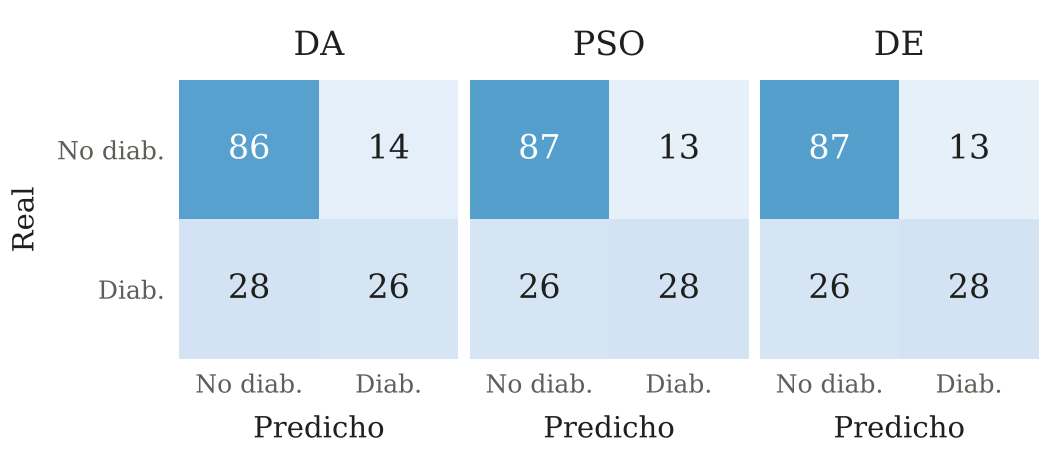 DA PSO DE
No diab. 86 14 87 13 87 13
Real
Diab. 28 26 26 28 26 28
No diab. Diab. No diab. Diab. No diab. Diab.
Predicho Predicho Predicho